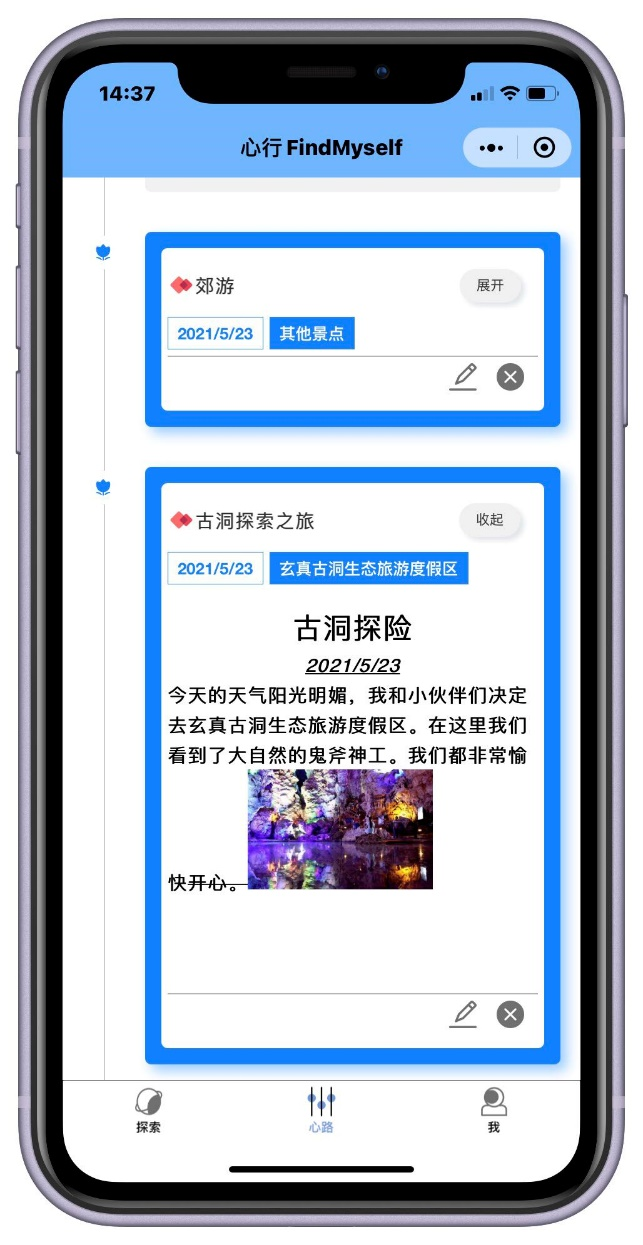 14:37
心行 FindMyself
郊游
展开
2021/5/23 其他景点
古洞探索之旅
收起
2021/5/23 玄真古洞生态旅游度假区
古洞探险
2021/5/23
今天的天气阳光明媚，我和小伙伴们决定
去玄真古洞生态旅游度假区。在这里我们
看到了大自然的鬼斧神工。我们都非常愉
快开心。
探索
心路
我